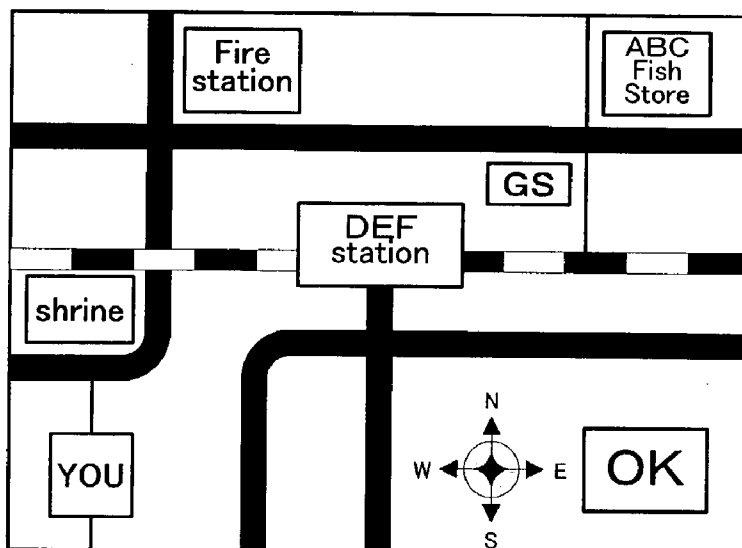 Fire
station
ABC
Fish
Store
GS
DEF
station
shrine
YOU
N
W
E
S
OK